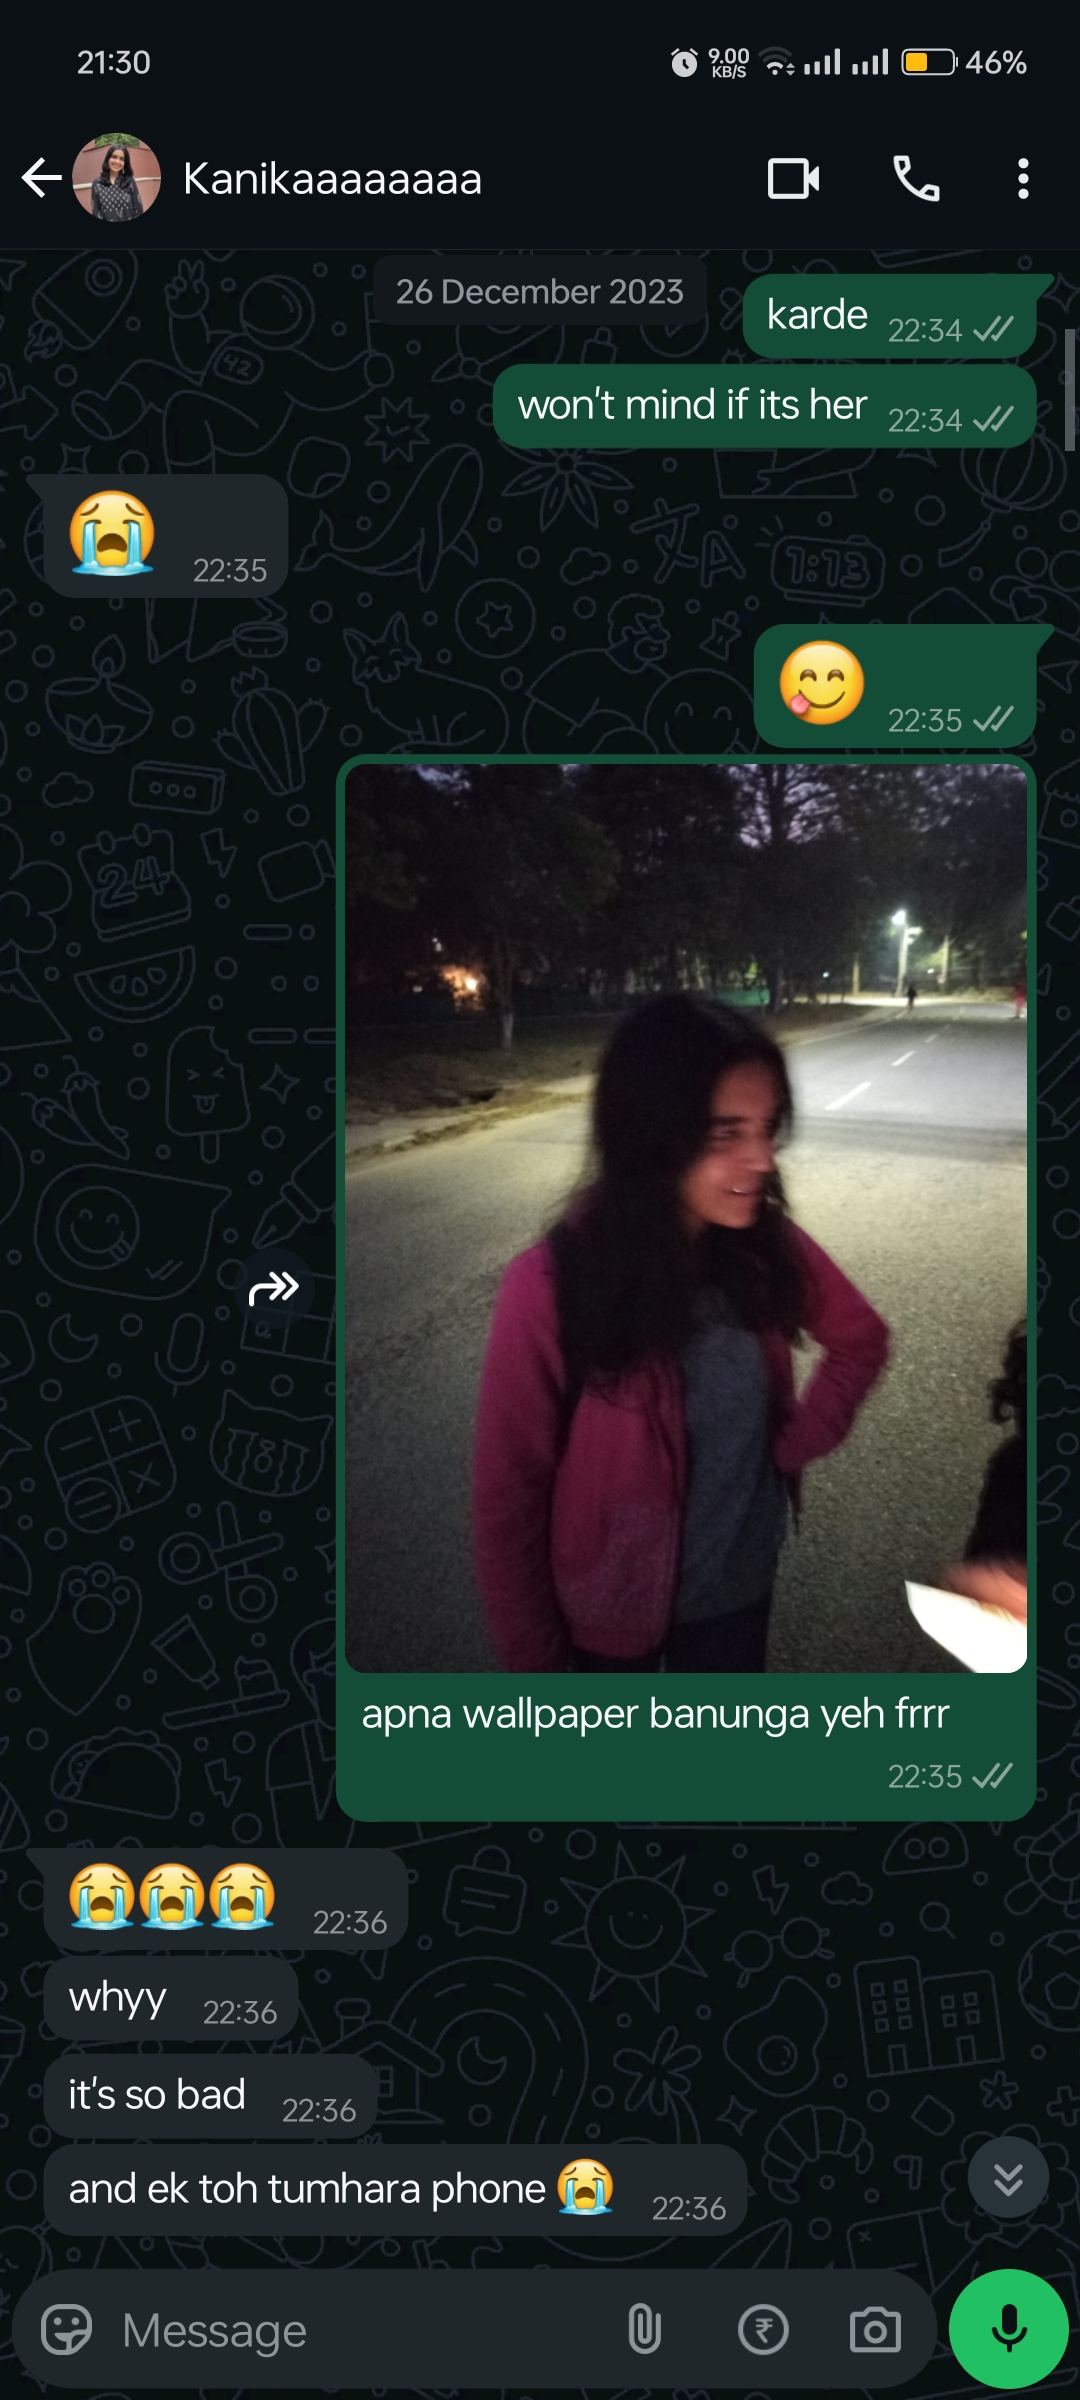 21:30
9.00
KB/S
46%
Kanikaaaaaaaa
26 December 2023
karde 22:34
won't mind if its her 22:34
😭 22:35
😋 22:35
apna wallpaper banunga yeh frrr
22:35
😭😭😭 22:36
whyy 22:36
it's so bad 22:36
and ek toh tumhara phone 😭 22:36
Message